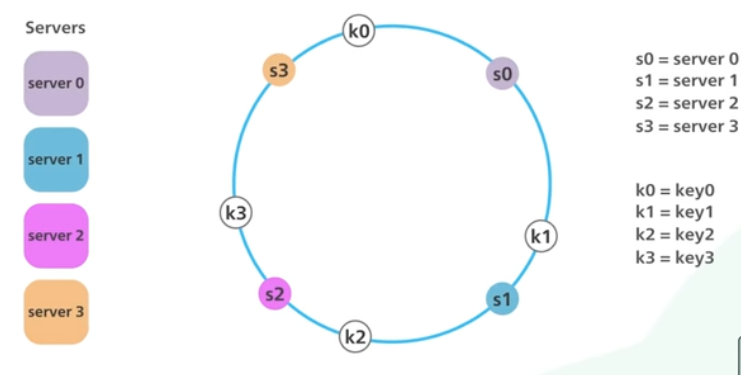 Servers
server 0
server 1
server 2
server 3
k0
s3
s0
k3
k1
s2
s1
k2
s0 = server 0
s1 = server 1
s2 = server 2
s3 = server 3
k0 = key0
k1 = key1
k2 = key2
k3 = key3